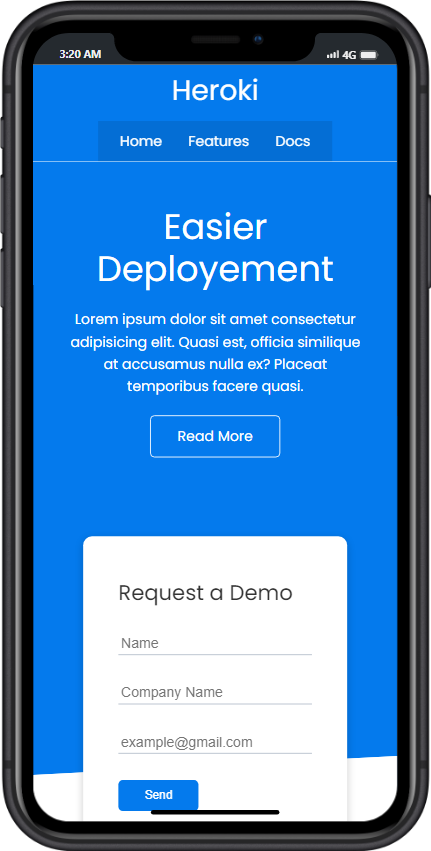 3:20 AM 4G
Heroki
Home Features Docs
Easier
Deployement
Lorem ipsum dolor sit amet consectetur
adipisicing elit. Quasi est, officia similique
at accusamus nulla ex? Placeat
temporibus facere quasi.
Read More
Request a Demo
Name
Company Name
example@gmail.com
Send